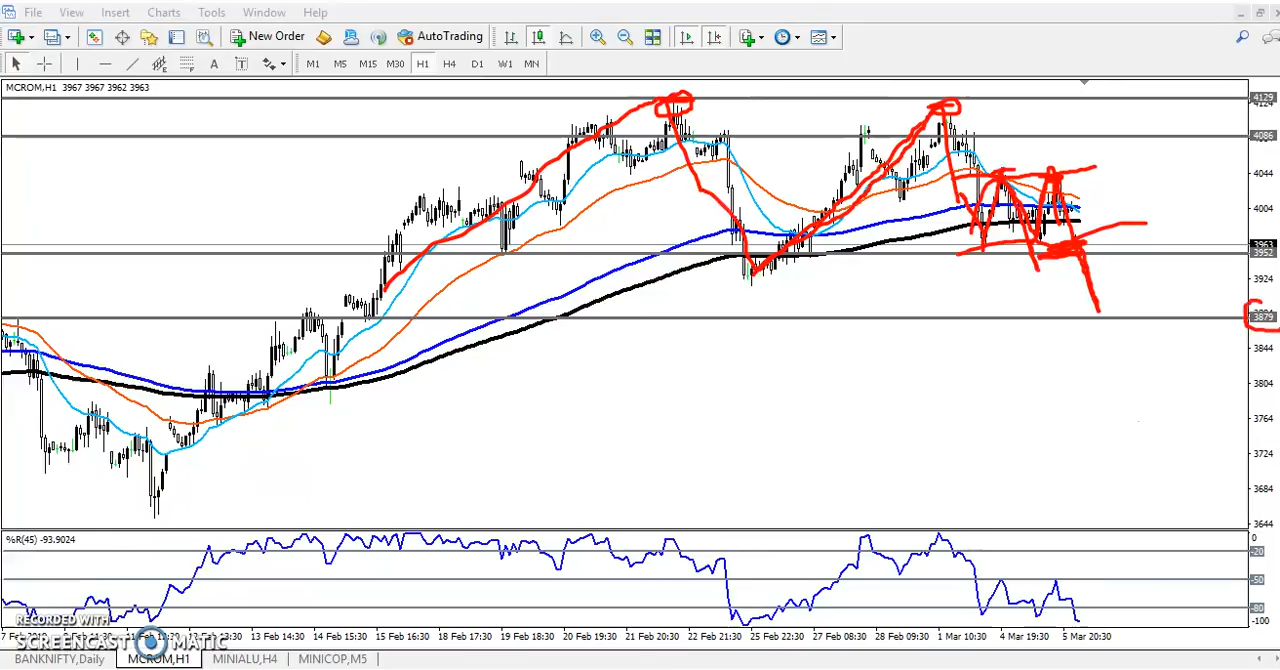 File View Insert Charts Tools Window Help
New Order AutoTrading
A T M1 M5 M15 M30 H1 H4 D1 W1 MN
MCROM,H1 3967 3967 3962 3963
4129
4086
4044
4004
3963
3952
3924
3879
3844
3804
3764
3724
3684
3644
%R(45) -93.9024
0
-20
-50
-80
-100
13 Feb 14:30 14 Feb 15:30 15 Feb 16:30 18 Feb 17:30 19 Feb 18:30 20 Feb 19:30 21 Feb 20:30 22 Feb 21:30 25 Feb 22:30 27 Feb 08:30 28 Feb 09:30 1 Mar 10:30 4 Mar 19:30 5 Mar 20:30
RECORDED WITH
SCREENCAST MATIC
BANKNIFTY,Daily MCROM,H1 MINIALU,H4 MINICOP,M5